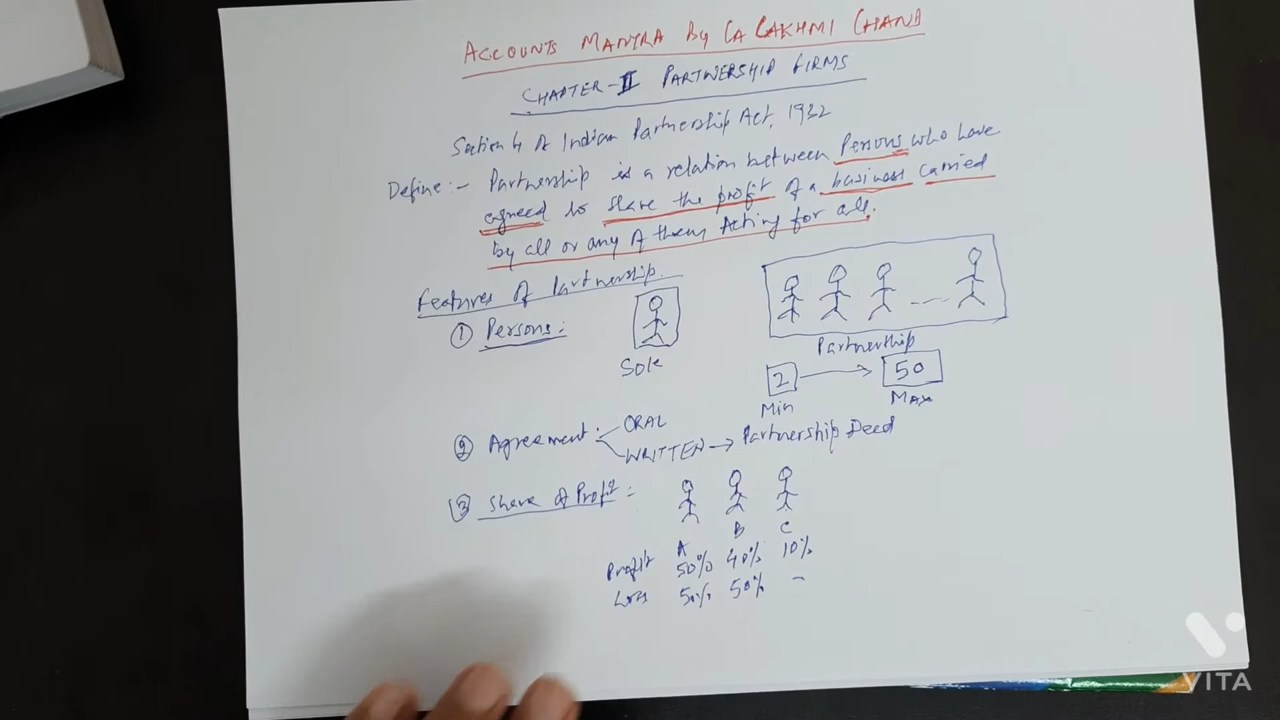 ACCOUNTS MANTRA By CA LAKHMI CHAND
CHAPTER-II PARTNERSHIP FIRMS
Section 4 of Indian Partnership Act, 1932
Define:- Partnership is a relation between Persons who have
agreed to share the profit of a business carried
by all or any of them Acting for all.
Features of Partnership.
① Persons:
Sole
Partnership
2 → 50
Min Max
② Agreement: ORAL
WRITTEN → Partnership Deed
③ Share of Profit:
A B C
Profit 50% 40% 10%
Loss 50% 50% -
VITA